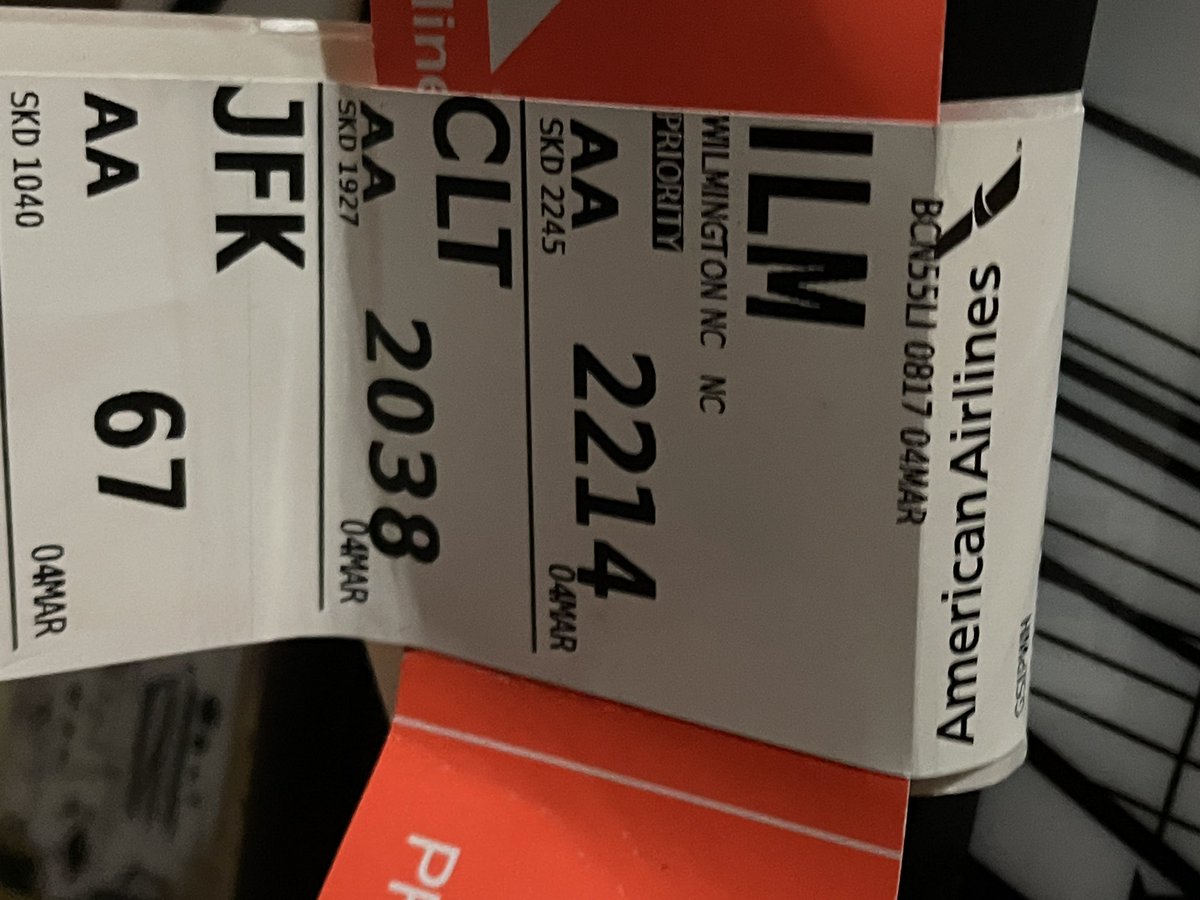 American Airlines
0817 04MAR
ILM
WILMINGTON NC NC
PRIORITY
AA 2214
SKD 2245 04MAR
CLT
AA 2038
SKD 1927 04MAR
JFK
AA 67
SKD 1040 04MAR